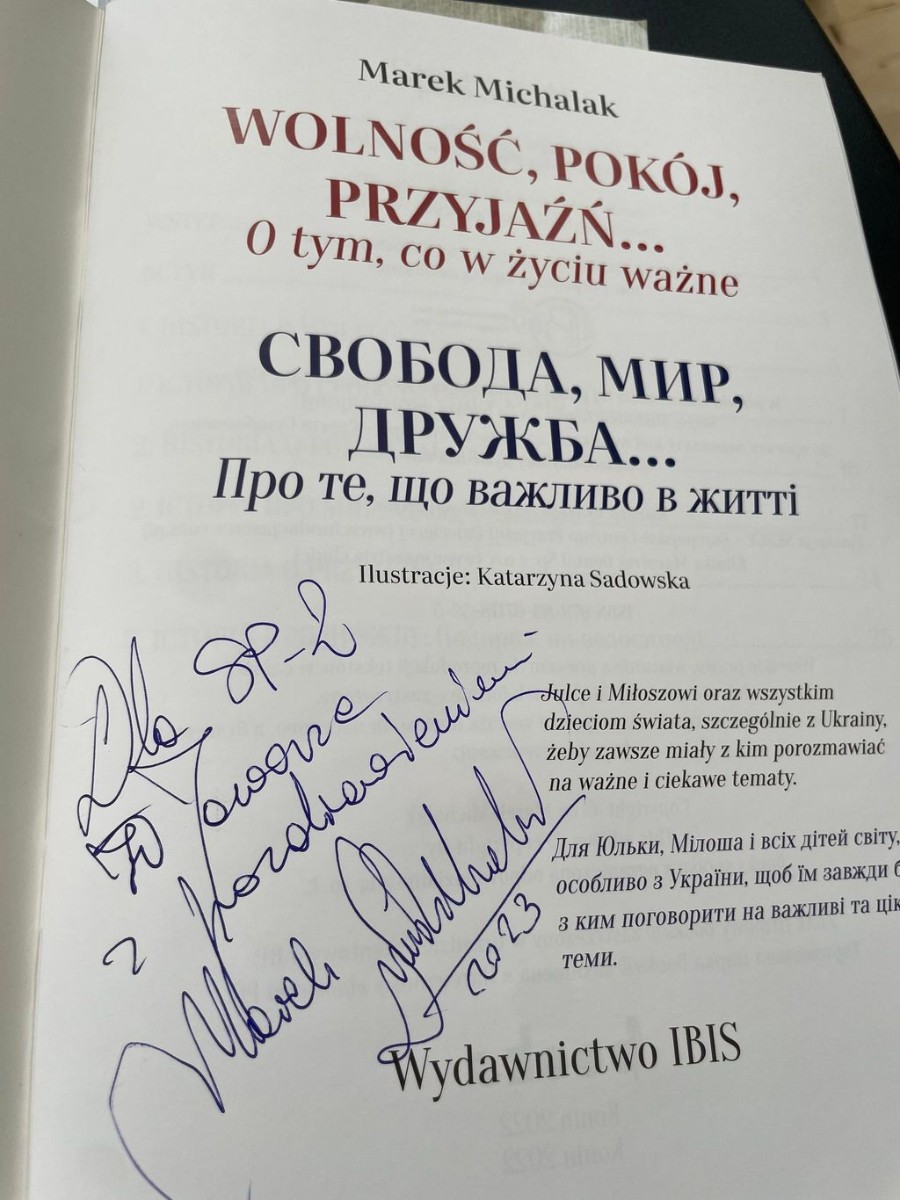 Marek Michalak
WOLNOŚĆ, POKÓJ,
PRZYJAŹŃ...
O tym, co w życiu ważne
СВОБОДА, МИР,
ДРУЖБА...
Про те, що важливо в житті
Ilustracje: Katarzyna Sadowska
Dla SP-2
w Jaworze
z pozdrowieniami
Marek Michalak
2023
Julce i Miłoszowi oraz wszystkim
dzieciom świata, szczególnie z Ukrainy,
żeby zawsze miały z kim porozmawiać
na ważne i ciekawe tematy.
Для Юльки, Мілоша і всіх дітей світу,
особливо з України, щоб їм завжди б
з ким поговорити на важливі та цік
теми.
Wydawnictwo IBIS